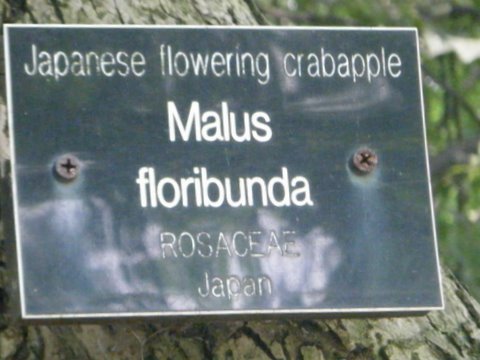 Japanese flowering crabapple
Malus
floribunda
ROSACEAE
Japan